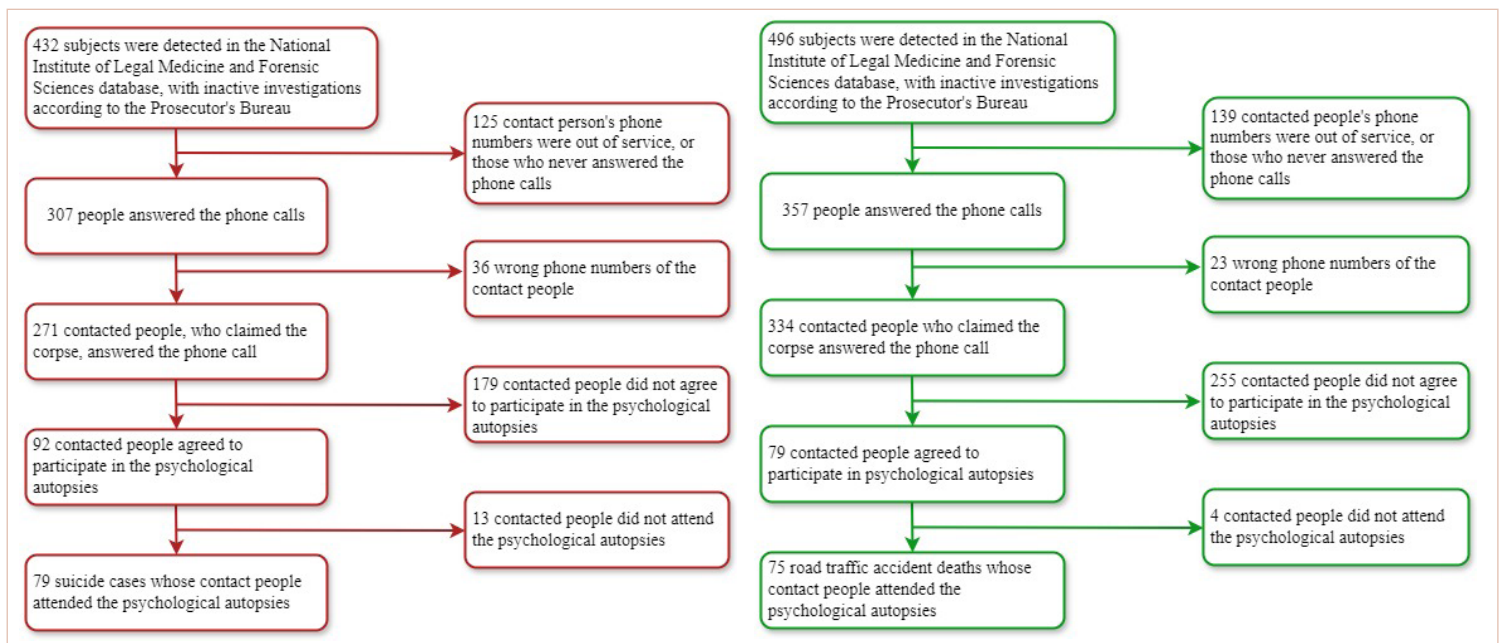 432 subjects were detected in the National
Institute of Legal Medicine and Forensic
Sciences database, with inactive investigations
according to the Prosecutor's Bureau
125 contact person's phone
numbers were out of service, or
those who never answered the
phone calls
307 people answered the phone calls
36 wrong phone numbers of the
contact people
271 contacted people, who claimed the
corpse, answered the phone call
179 contacted people did not agree
to participate in the psychological
autopsies
92 contacted people agreed to
participate in the psychological
autopsies
13 contacted people did not attend
the psychological autopsies
79 suicide cases whose contact people
attended the psychological autopsies
496 subjects were detected in the National
Institute of Legal Medicine and Forensic
Sciences database, with inactive investigations
according to the Prosecutor's Bureau
139 contacted people's phone
numbers were out of service, or
those who never answered the
phone calls
357 people answered the phone calls
23 wrong phone numbers of the
contact people
334 contacted people who claimed the
corpse answered the phone call
255 contacted people did not agree
to participate in the psychological
autopsies
79 contacted people agreed to
participate in psychological autopsies
4 contacted people did not attend
the psychological autopsies
75 road traffic accident deaths whose
contact people attended the
psychological autopsies